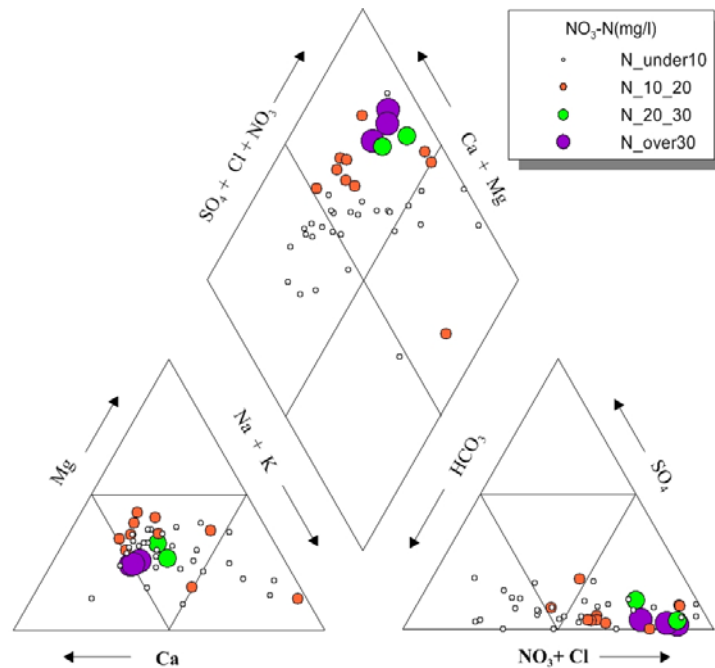 NO₃-N(mg/l)
N_under10
N_10_20
N_20_30
N_over30
SO₄ + Cl + NO₃
Ca + Mg
Mg
Na + K
HCO₃
SO₄
Ca
NO₃+ Cl